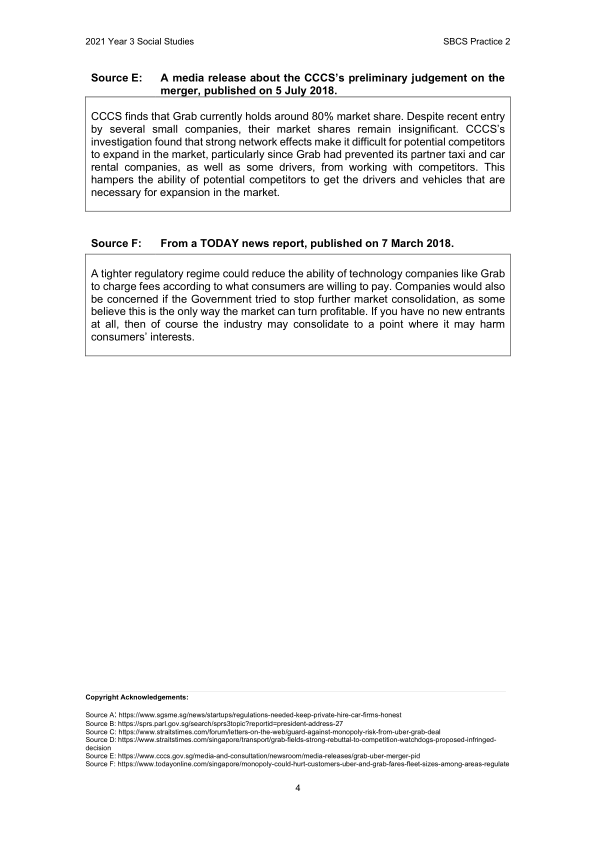 2021 Year 3 Social Studies SBCS Practice 2
Source E: A media release about the CCCS’s preliminary judgement on the
merger, published on 5 July 2018.
CCCS finds that Grab currently holds around 80% market share. Despite recent entry
by several small companies, their market shares remain insignificant. CCCS’s
investigation found that strong network effects make it difficult for potential competitors
to expand in the market, particularly since Grab had prevented its partner taxi and car
rental companies, as well as some drivers, from working with competitors. This
hampers the ability of potential competitors to get the drivers and vehicles that are
necessary for expansion in the market.
Source F: From a TODAY news report, published on 7 March 2018.
A tighter regulatory regime could reduce the ability of technology companies like Grab
to charge fees according to what consumers are willing to pay. Companies would also
be concerned if the Government tried to stop further market consolidation, as some
believe this is the only way the market can turn profitable. If you have no new entrants
at all, then of course the industry may consolidate to a point where it may harm
consumers’ interests.
Copyright Acknowledgements:
Source A: https://www.sgsme.sg/news/startups/regulations-needed-keep-private-hire-car-firms-honest
Source B: https://sprs.parl.gov.sg/search/sprs3topic?reportid=president-address-27
Source C: https://www.straitstimes.com/forum/letters-on-the-web/guard-against-monopoly-risk-from-uber-grab-deal
Source D: https://www.straitstimes.com/singapore/transport/grab-fields-strong-rebuttal-to-competition-watchdogs-proposed-infringed-
decision
Source E: https://www.cccs.gov.sg/media-and-consultation/newsroom/media-releases/grab-uber-merger-pid
Source F: https://www.todayonline.com/singapore/monopoly-could-hurt-customers-uber-and-grab-fares-fleet-sizes-among-areas-regulate
4